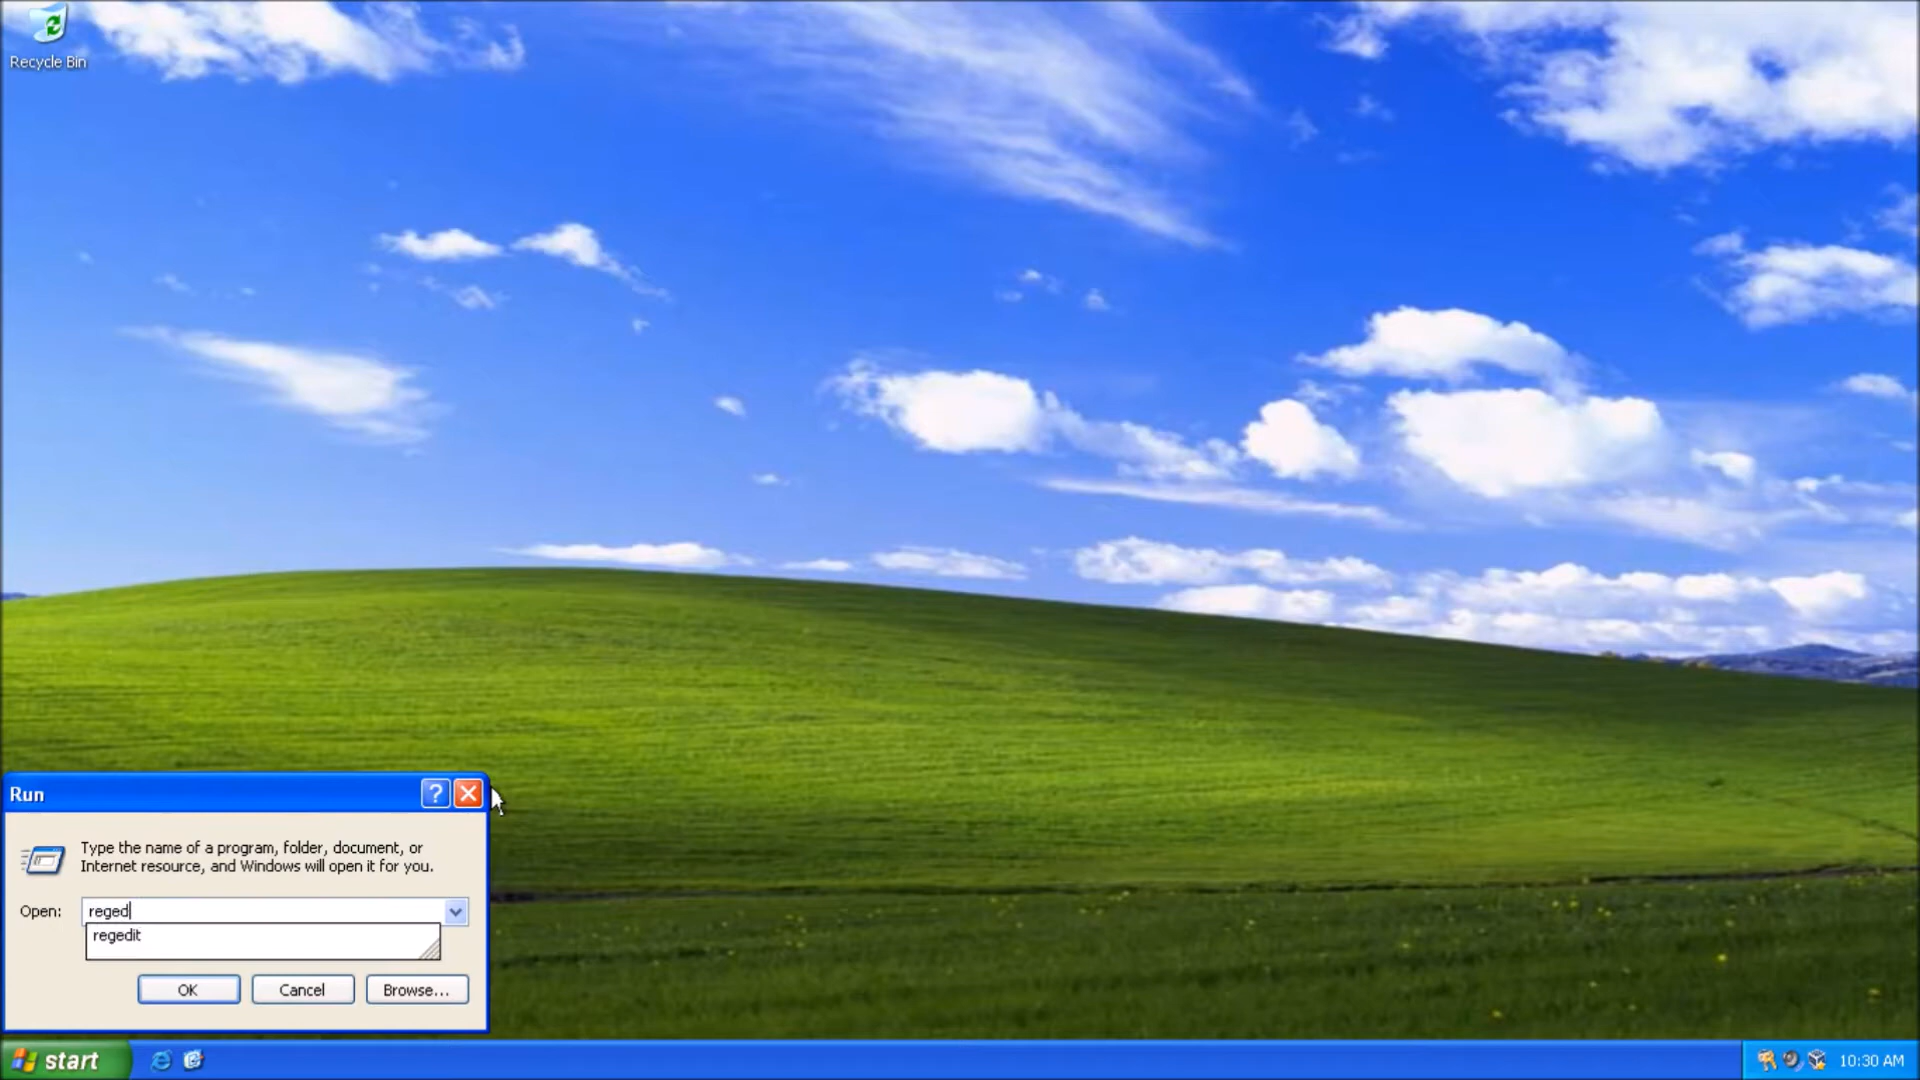 Recycle Bin
Run
?
Type the name of a program, folder, document, or
Internet resource, and Windows will open it for you.
Open: reged
regedit
OK Cancel Browse...
start 10:30 AM